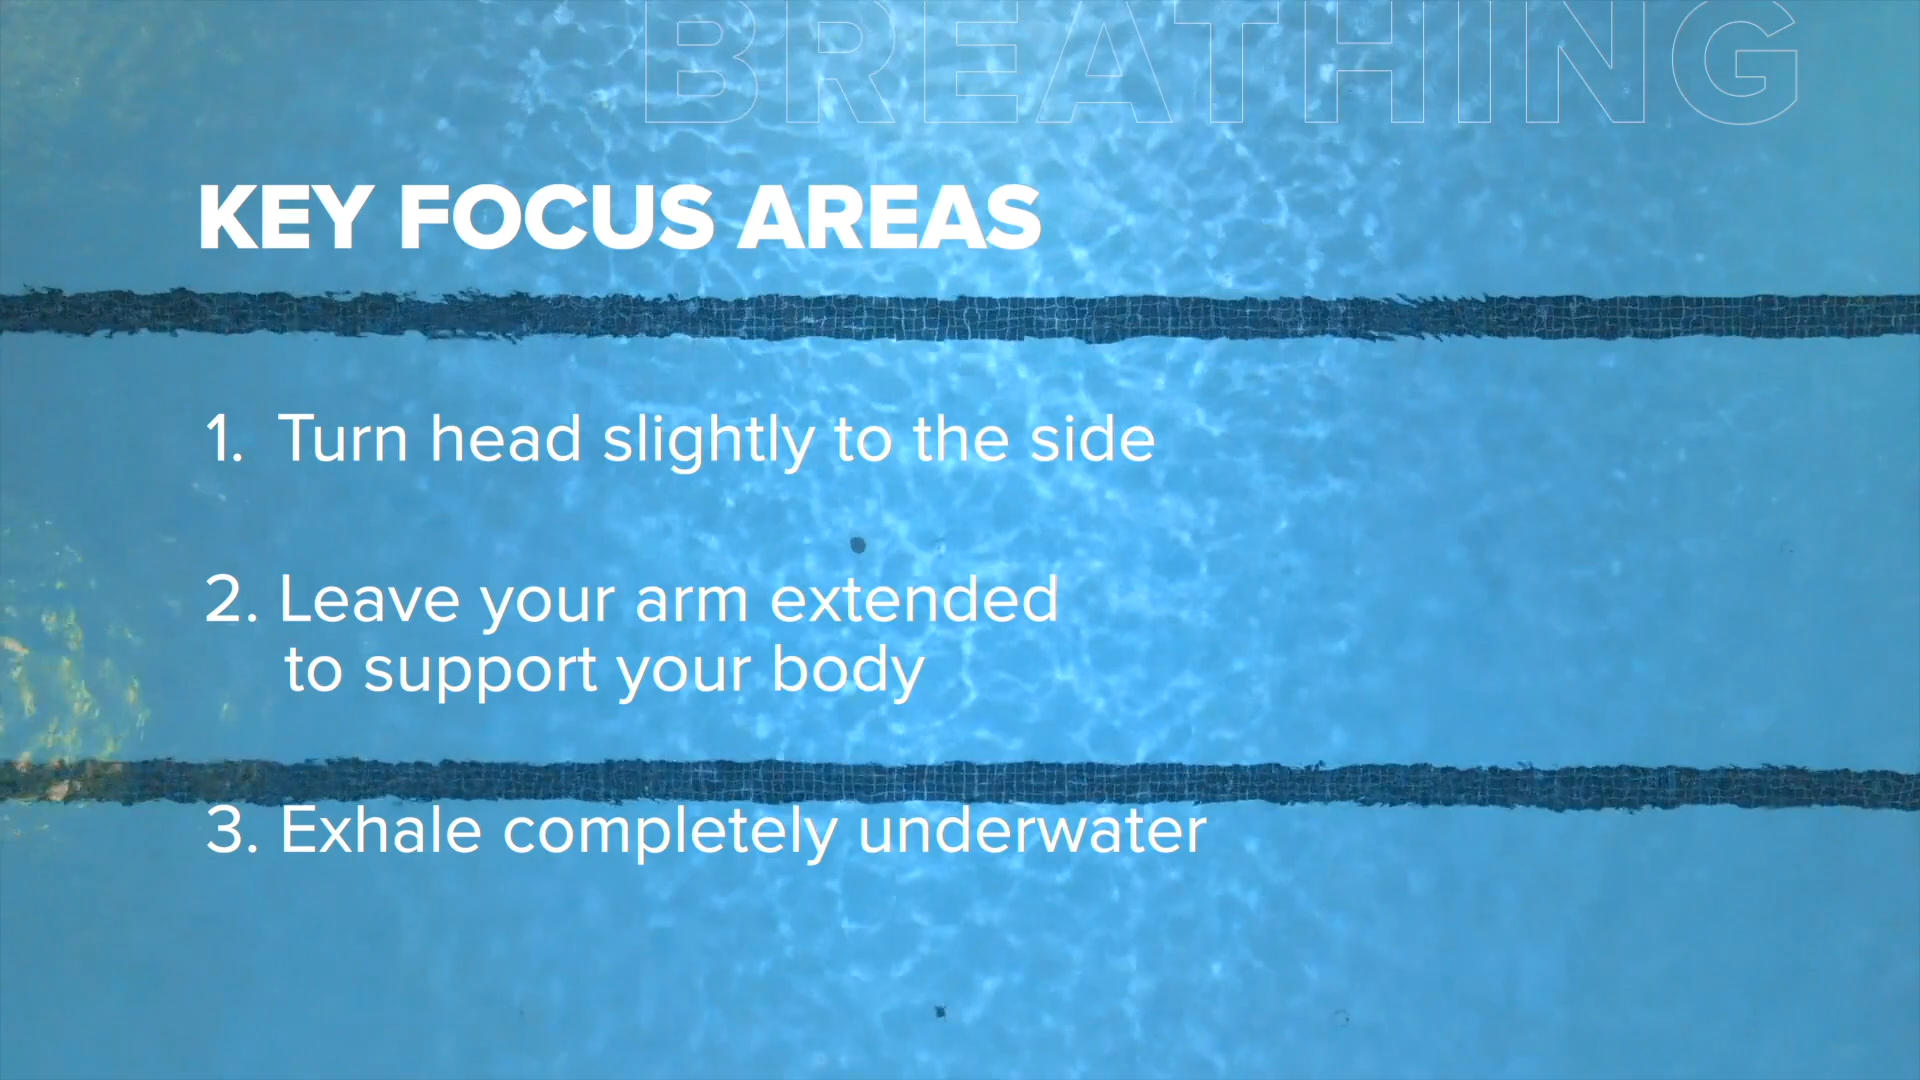 BREATHING
KEY FOCUS AREAS
1. Turn head slightly to the side
2. Leave your arm extended
to support your body
3. Exhale completely underwater